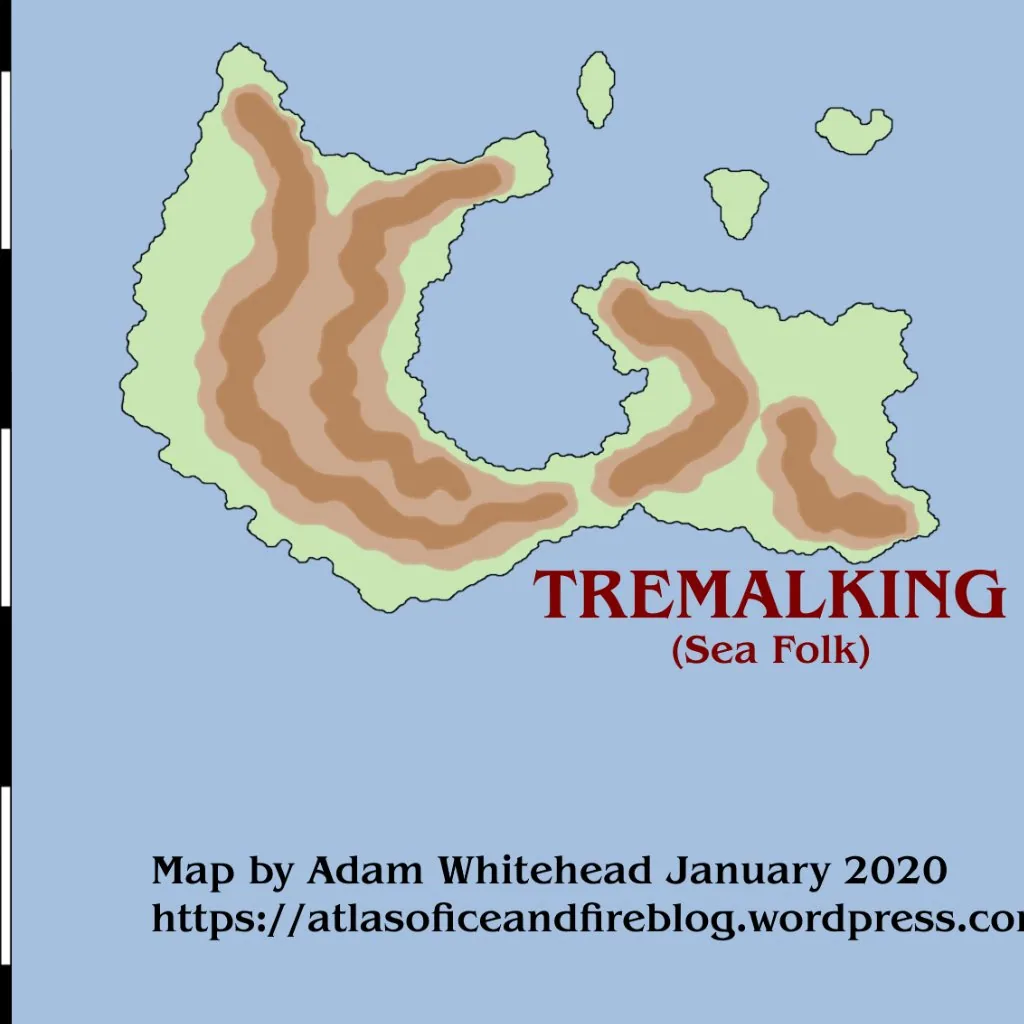 TREMALKING
(Sea Folk)
Map by Adam Whitehead January 2020
https://atlasoficeandfireblog.wordpress.co